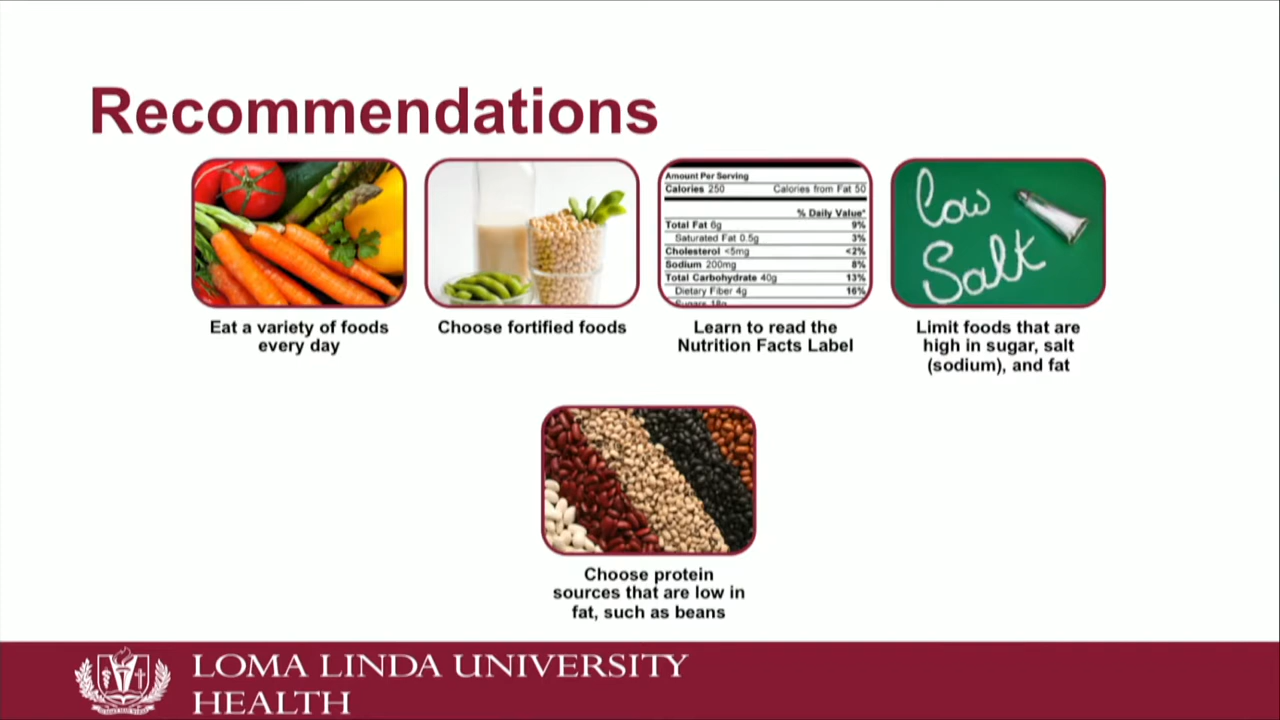 Recommendations
Amount Per Serving
Calories 250 Calories from Fat 50
% Daily Value*
Total Fat 6g 9%
Saturated Fat 0.5g 3%
Cholesterol <5mg <2%
Sodium 200mg 8%
Total Carbohydrate 40g 13%
Dietary Fiber 4g 16%
Low
Salt
Eat a variety of foods
every day
Choose fortified foods
Learn to read the
Nutrition Facts Label
Limit foods that are
high in sugar, salt
(sodium), and fat
Choose protein
sources that are low in
fat, such as beans
LOMA LINDA UNIVERSITY
HEALTH